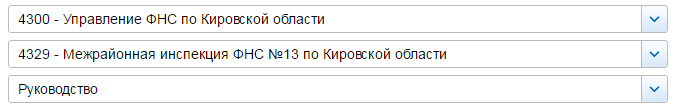 4300 - Управление ФНС по Кировской области
4329 - Межрайонная инспекция ФНС №13 по Кировской области
Руководство